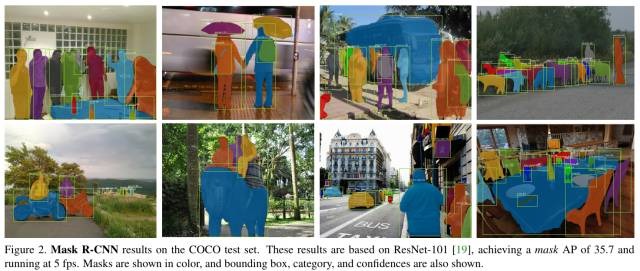 BUS
Figure 2. Mask R-CNN results on the COCO test set. These results are based on ResNet-101 [19], achieving a mask AP of 35.7 and
running at 5 fps. Masks are shown in color, and bounding box, category, and confidences are also shown.